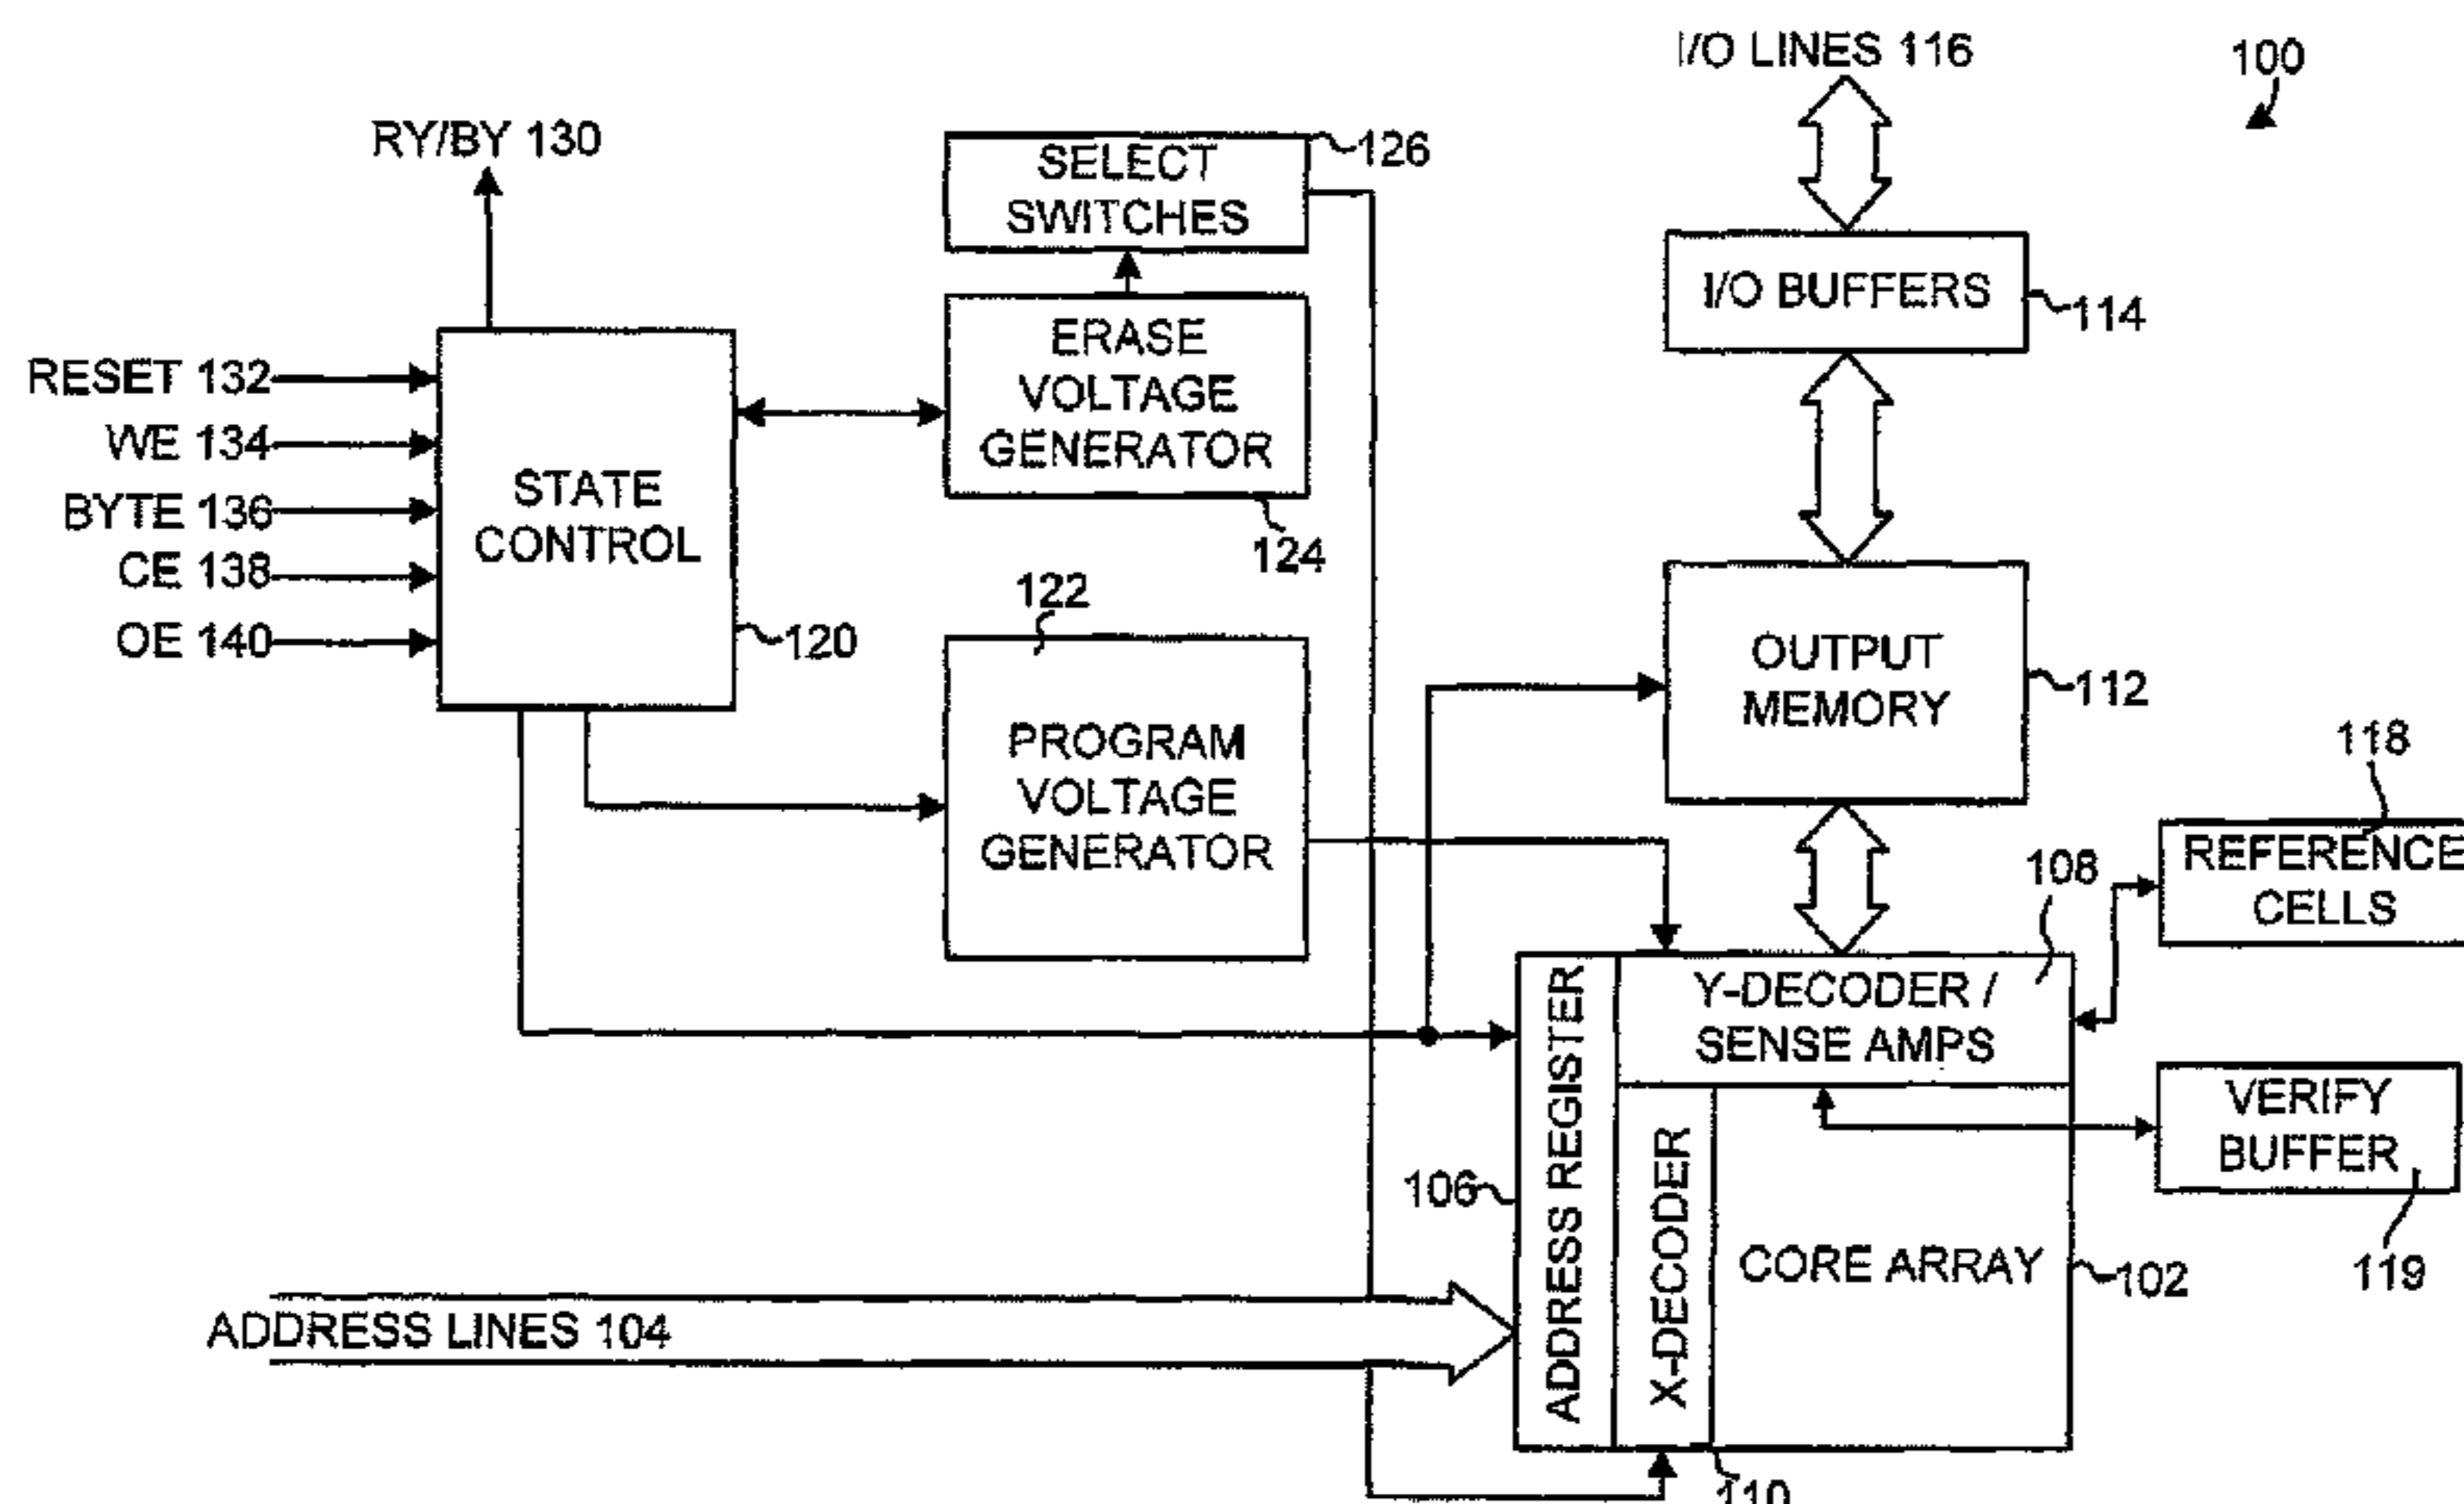 I/O LINES 116
100
RY/BY 130
SELECT
SWITCHES
126
I/O BUFFERS
114
ERASE
VOLTAGE
GENERATOR
124
RESET 132
WE 134
BYTE 136
CE 138
OE 140
STATE
CONTROL
120
122
PROGRAM
VOLTAGE
GENERATOR
OUTPUT
MEMORY
112
118
REFERENCE
CELLS
108
Y-DECODER /
SENSE AMPS
VERIFY
BUFFER
119
106
ADDRESS REGISTER
X-DECODER
CORE ARRAY
102
ADDRESS LINES 104
110